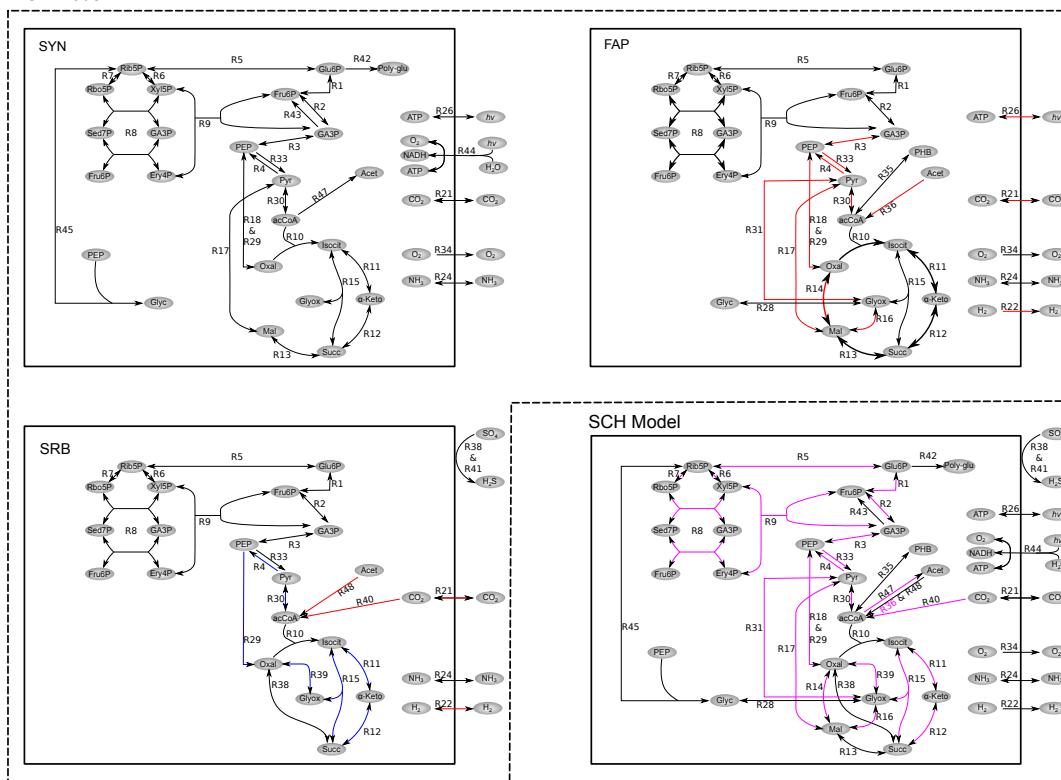 SYN
Rib5P
R5
Glu6P
R42
Poly-glu
R7
R6
R1
Rbo5P
Xyl5P
Fru6P
R2
R43
Sed7P
R8
GA3P
R9
GA3P
R3
PEP
R33
R4
Fru6P
Ery4P
Pyr
R47
Acet
R30
acCoA
R18
&
R29
R10
R17
R45
Isocit
PEP
Oxal
R11
R15
Glyc
Glyox
α-Keto
R12
Mal
R13
Succ
ATP
R26
hv
O₂
hv
NADH
R44
ATP
H₂O
CO₂
R21
CO₂
O₂
R34
O₂
NH₃
R24
NH₃
FAP
Rib5P
R5
Glu6P
R7
R6
R1
Rbo5P
Xyl5P
Fru6P
R2
Sed7P
R8
GA3P
R9
GA3P
R3
PEP
R33
R4
PHB
Fru6P
Ery4P
Pyr
R35
Acet
R30
R36
acCoA
R18
&
R29
R10
R31
R17
Isocit
Oxal
R11
R14
R15
Glyc
R28
Glyox
α-Keto
R16
R12
Mal
R13
Succ
ATP
R26
hv
CO₂
R21
O₂
R34
NH₃
R24
NH₃
H₂
R22
H₂
SRB
Rib5P
R5
Glu6P
R7
R6
R1
Rbo5P
Xyl5P
Fru6P
R2
Sed7P
R8
GA3P
R9
GA3P
R3
PEP
R33
R4
Fru6P
Ery4P
Pyr
Acet
R48
R30
R40
acCoA
R10
R29
Isocit
Oxal
R11
R39
R15
R38
Glyox
α-Keto
R12
Succ
SO₄
R38
&
R41
H₂S
CO₂
R21
CO₂
NH₃
R24
NH₃
H₂
R22
H₂
SCH Model
Rib5P
R5
Glu6P
R42
Poly-glu
R7
R6
R1
Rbo5P
Xyl5P
Fru6P
R2
R43
Sed7P
R8
GA3P
R9
GA3P
R3
PEP
R33
R4
PHB
Fru6P
Ery4P
Pyr
R35
Acet
R47
R36 & R48
R30
R40
acCoA
R18
&
R29
R10
R31
R17
R45
Isocit
PEP
Oxal
R38
R39
R11
R14
R15
Glyc
R28
Glyox
α-Keto
R16
R12
Mal
R13
Succ
R38
&
R41
ATP
R26
hv
O₂
NADH
R44
ATP
CO₂
R21
O₂
R34
NH₃
R24
NH₃
H₂
R22
H₂